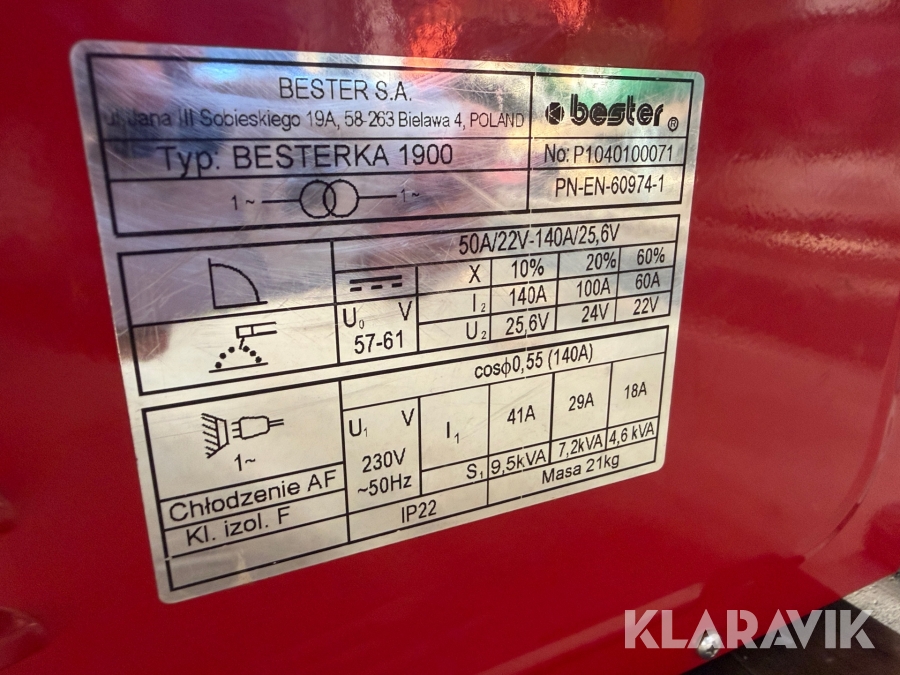 BESTER S.A.
ul. Jana III Sobieskiego 19A, 58-263 Bielawa 4, POLAND
bester ®
Typ: BESTERKA 1900
No: P1040100071
1~ 1~
PN-EN-60974-1
50A/22V-140A/25,6V
X 10% 20% 60%
U₀ V
57-61
I₂ 140A 100A 60A
U₂ 25,6V 24V 22V
cosϕ0,55 (140A)
1~
U₁ V
230V
~50Hz
I₁ 41A 29A 18A
S₁ 9,5kVA 7,2kVA 4,6 kVA
Chłodzenie AF
Kl. izol. F
IP22
Masa 21kg
KLARAVIK